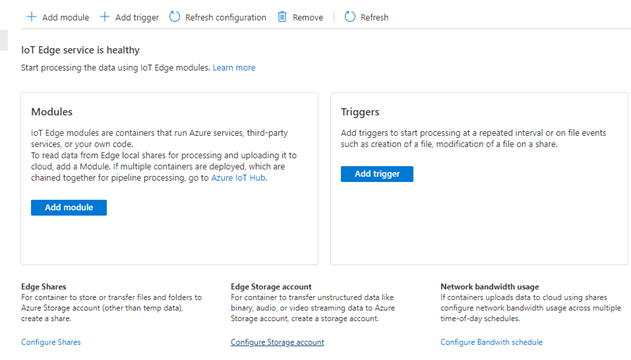 Add module Add trigger Refresh configuration Remove Refresh
IoT Edge service is healthy
Start processing the data using IoT Edge modules. Learn more
Modules
IoT Edge modules are containers that run Azure services, third-party
services, or your own code.
To read data from Edge local shares for processing and uploading it to
cloud, add a Module. If multiple containers are deployed, which are
chained together for pipeline processing, go to Azure IoT Hub.
Add module
Triggers
Add triggers to start processing at a repeated interval or on file events
such as creation of a file, modification of a file on a share.
Add trigger
Edge Shares
For container to store or transfer files and folders to
Azure Storage account (other than temp data),
create a share.
Configure Shares
Edge Storage account
For container to transfer unstructured data like
binary, audio, or video streaming data to Azure
Storage account, create a storage account.
Configure Storage account
Network bandwidth usage
If containers uploads data to cloud using shares
configure network bandwidth usage across multiple
time-of-day schedules.
Configure Bandwith schedule